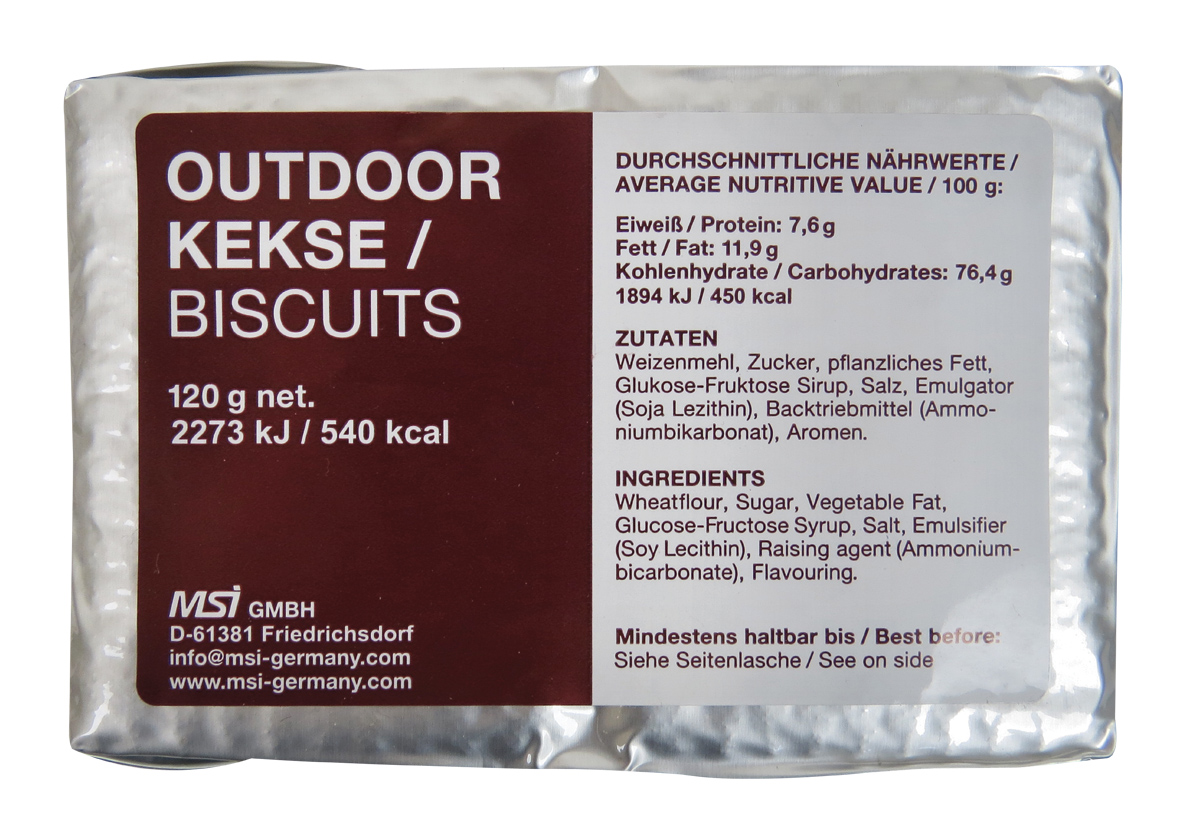 OUTDOOR
KEKSE /
BISCUITS
120 g net.
2273 kJ / 540 kcal
MSi GMBH
D-61381 Friedrichsdorf
info@msi-germany.com
www.msi-germany.com
DURCHSCHNITTLICHE NÄHRWERTE /
AVERAGE NUTRITIVE VALUE / 100 g:
Eiweiß / Protein: 7,6 g
Fett / Fat: 11,9 g
Kohlenhydrate / Carbohydrates: 76,4 g
1894 kJ / 450 kcal
ZUTATEN
Weizenmehl, Zucker, pflanzliches Fett,
Glukose-Fruktose Sirup, Salz, Emulgator
(Soja Lezithin), Backtriebmittel (Ammo-
niumbikarbonat), Aromen.
INGREDIENTS
Wheatflour, Sugar, Vegetable Fat,
Glucose-Fructose Syrup, Salt, Emulsifier
(Soy Lecithin), Raising agent (Ammonium-
bicarbonate), Flavouring.
Mindestens haltbar bis / Best before:
Siehe Seitenlasche / See on side